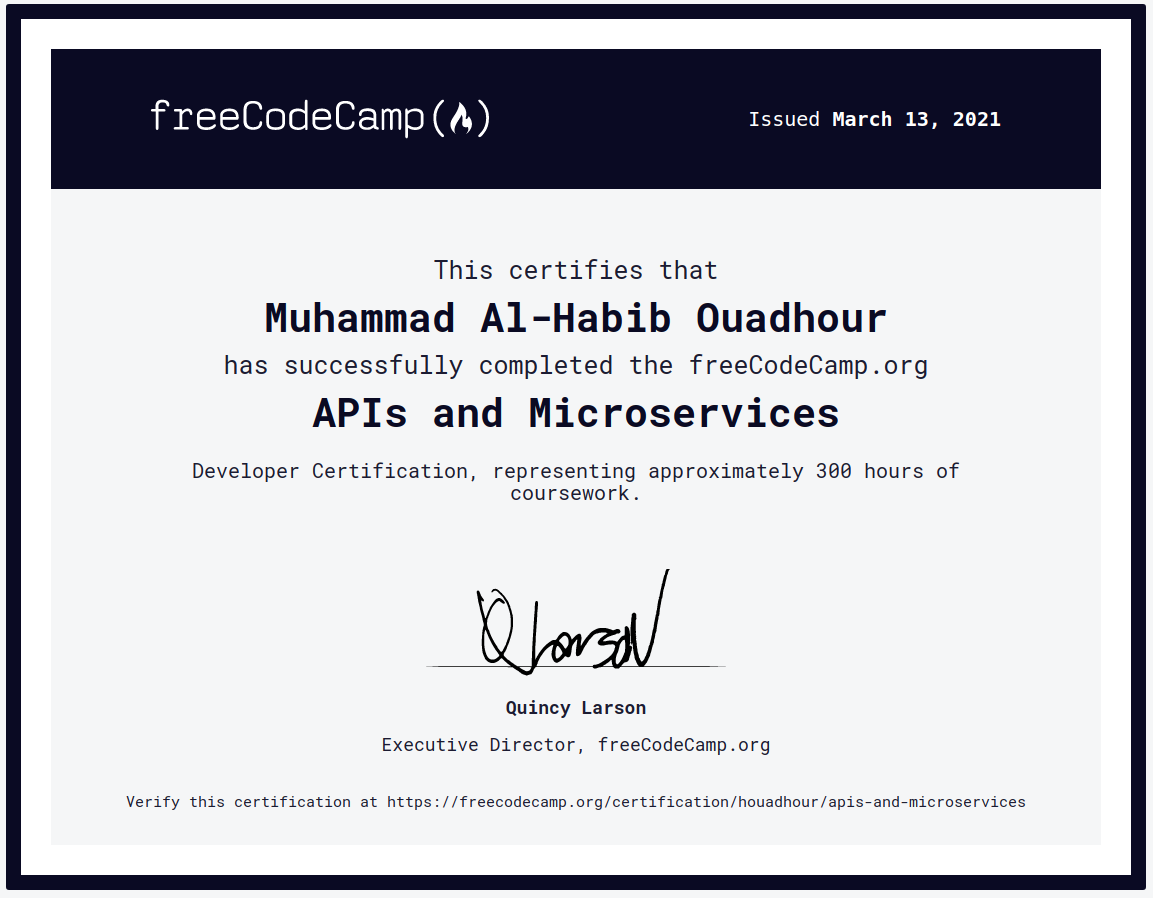 freeCodeCamp
Issued March 13, 2021
This certifies that
Muhammad Al-Habib Ouadhour
has successfully completed the freeCodeCamp.org
APIs and Microservices
Developer Certification, representing approximately 300 hours of
coursework.
Q Larson
Quincy Larson
Executive Director, freeCodeCamp.org
Verify this certification at https://freecodecamp.org/certification/houadhour/apis-and-microservices